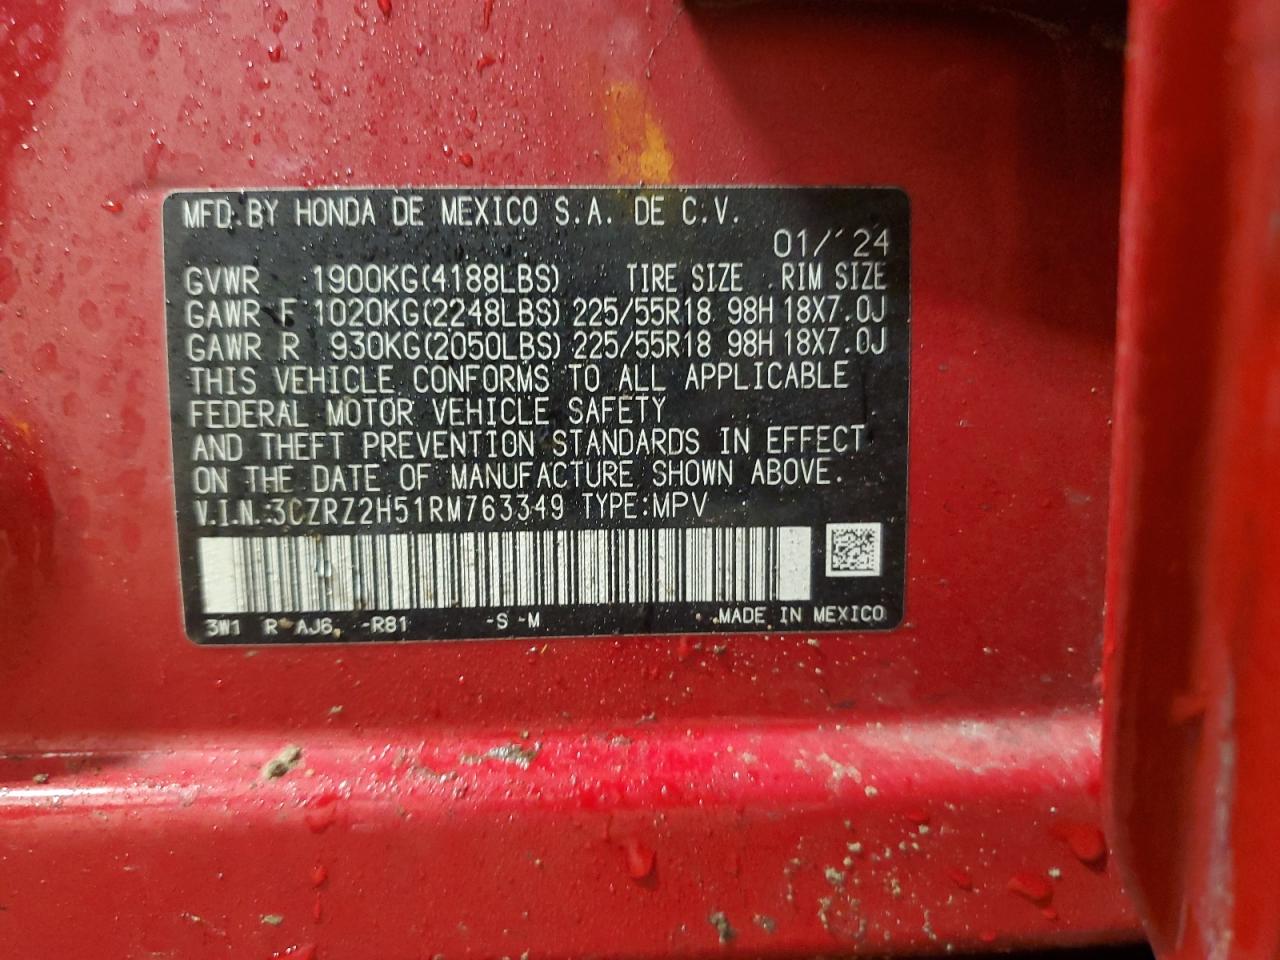 MFD.BY HONDA DE MEXICO S.A. DE C.V.
01/´24
GVWR 1900KG(4188LBS) TIRE SIZE RIM SIZE
GAWR F 1020KG(2248LBS) 225/55R18 98H 18X7.0J
GAWR R 930KG(2050LBS) 225/55R18 98H 18X7.0J
THIS VEHICLE CONFORMS TO ALL APPLICABLE
FEDERAL MOTOR VEHICLE SAFETY
AND THEFT PREVENTION STANDARDS IN EFFECT
ON THE DATE OF MANUFACTURE SHOWN ABOVE.
V.I.N.:3CZRZ2H51RM763349 TYPE:MPV
3W1 R AJ6 -R81 -S -M MADE IN MEXICO